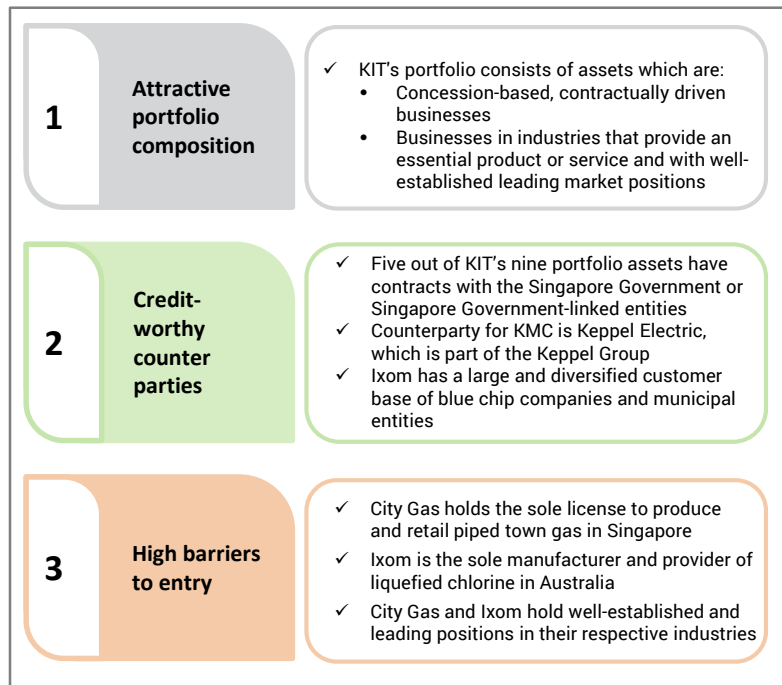 1
Attractive
portfolio
composition
✓ KIT's portfolio consists of assets which are:
• Concession-based, contractually driven
businesses
• Businesses in industries that provide an
essential product or service and with well-
established leading market positions
2
Credit-
worthy
counter
parties
✓ Five out of KIT's nine portfolio assets have
contracts with the Singapore Government or
Singapore Government-linked entities
✓ Counterparty for KMC is Keppel Electric,
which is part of the Keppel Group
✓ Ixom has a large and diversified customer
base of blue chip companies and municipal
entities
3
High barriers
to entry
✓ City Gas holds the sole license to produce
and retail piped town gas in Singapore
✓ Ixom is the sole manufacturer and provider of
liquefied chlorine in Australia
✓ City Gas and Ixom hold well-established and
leading positions in their respective industries